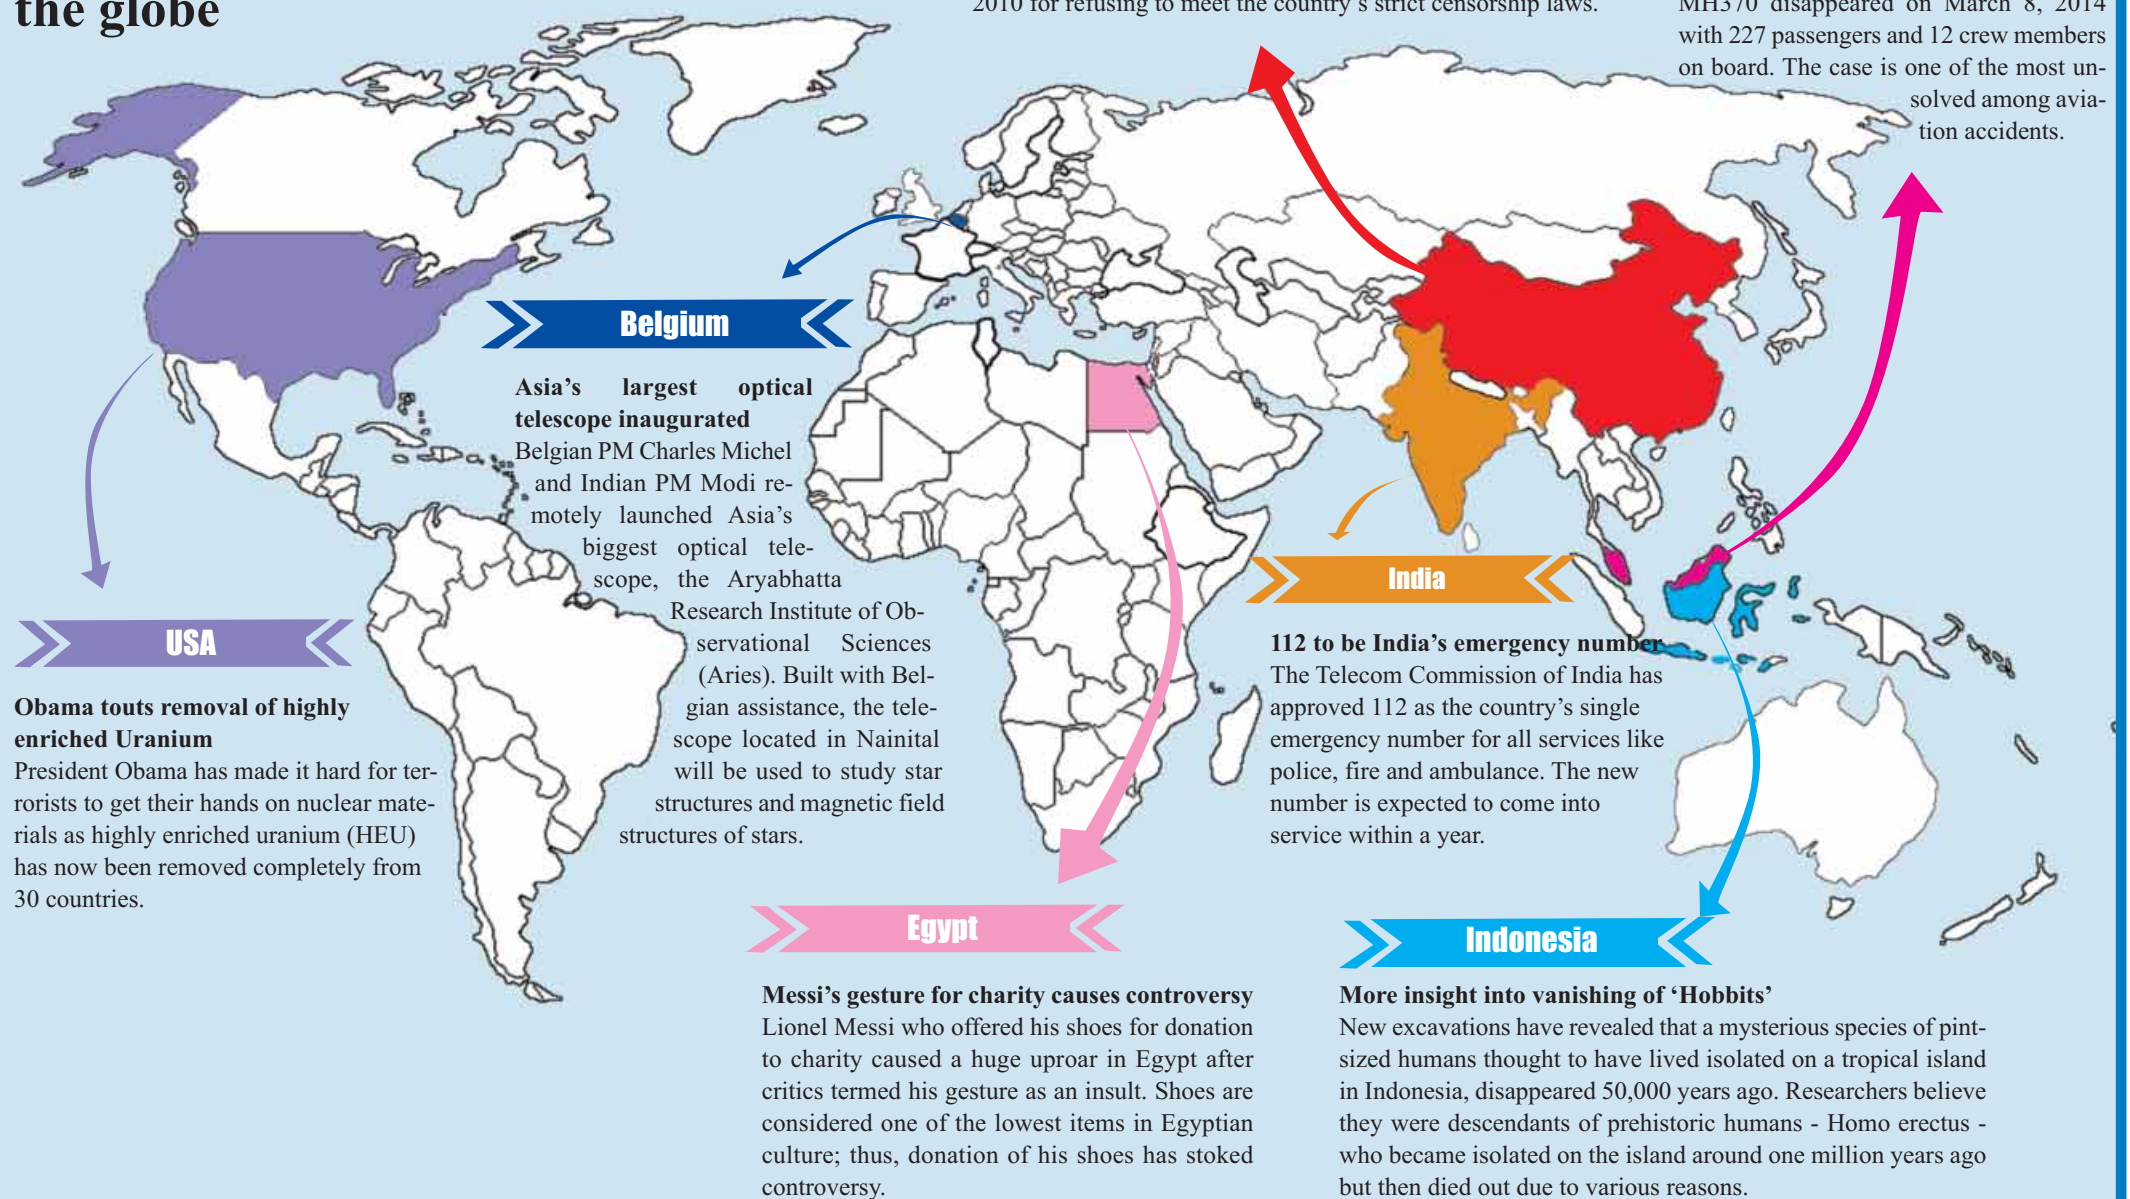 the globe
2010 for refusing to meet the country's strict censorship laws.
MH370 disappeared on March 8, 2014
with 227 passengers and 12 crew members
on board. The case is one of the most un-
solved among avia-
tion accidents.
Belgium
Asia's largest optical
telescope inaugurated
Belgian PM Charles Michel
and Indian PM Modi re-
motely launched Asia's
biggest optical tele-
scope, the Aryabhatta
Research Institute of Ob-
servational Sciences
(Aries). Built with Bel-
gian assistance, the tele-
scope located in Nainital
will be used to study star
structures and magnetic field
structures of stars.
USA
Obama touts removal of highly
enriched Uranium
President Obama has made it hard for ter-
rorists to get their hands on nuclear mate-
rials as highly enriched uranium (HEU)
has now been removed completely from
30 countries.
India
112 to be India's emergency number
The Telecom Commission of India has
approved 112 as the country's single
emergency number for all services like
police, fire and ambulance. The new
number is expected to come into
service within a year.
Egypt
Messi's gesture for charity causes controversy
Lionel Messi who offered his shoes for donation
to charity caused a huge uproar in Egypt after
critics termed his gesture as an insult. Shoes are
considered one of the lowest items in Egyptian
culture; thus, donation of his shoes has stoked
controversy.
Indonesia
More insight into vanishing of 'Hobbits'
New excavations have revealed that a mysterious species of pint-
sized humans thought to have lived isolated on a tropical island
in Indonesia, disappeared 50,000 years ago. Researchers believe
they were descendants of prehistoric humans - Homo erectus -
who became isolated on the island around one million years ago
but then died out due to various reasons.